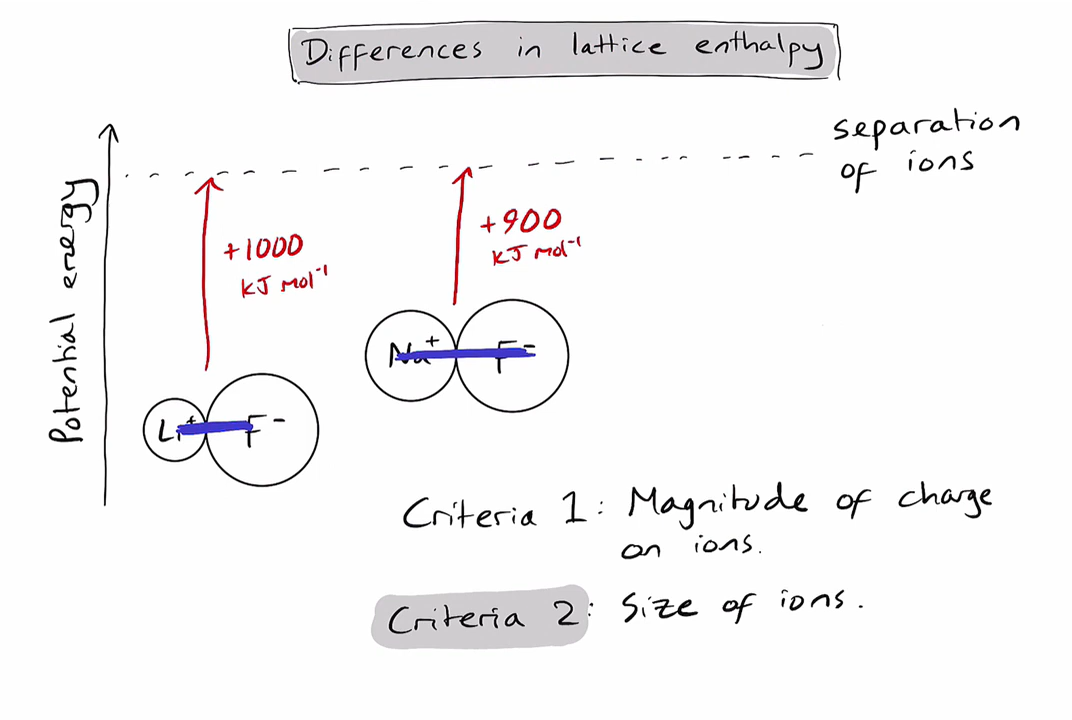 Differences in lattice enthalpy
separation
of ions
Potential energy
+1000
KJ mol⁻¹
+900
KJ mol⁻¹
Li⁺ F⁻
Na⁺ F⁻
Criteria 1: Magnitude of charge
on ions.
Criteria 2: Size of ions.